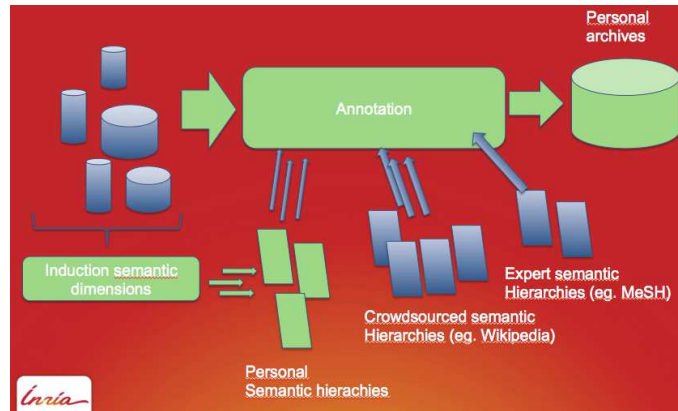 Personal
archives
Annotation
Induction semantic
dimensions
Expert semantic
Hierarchies (eg. MeSH)
Crowdsourced semantic
Hierarchies (eg. Wikipedia)
Personal
Semantic hierachies
Inria